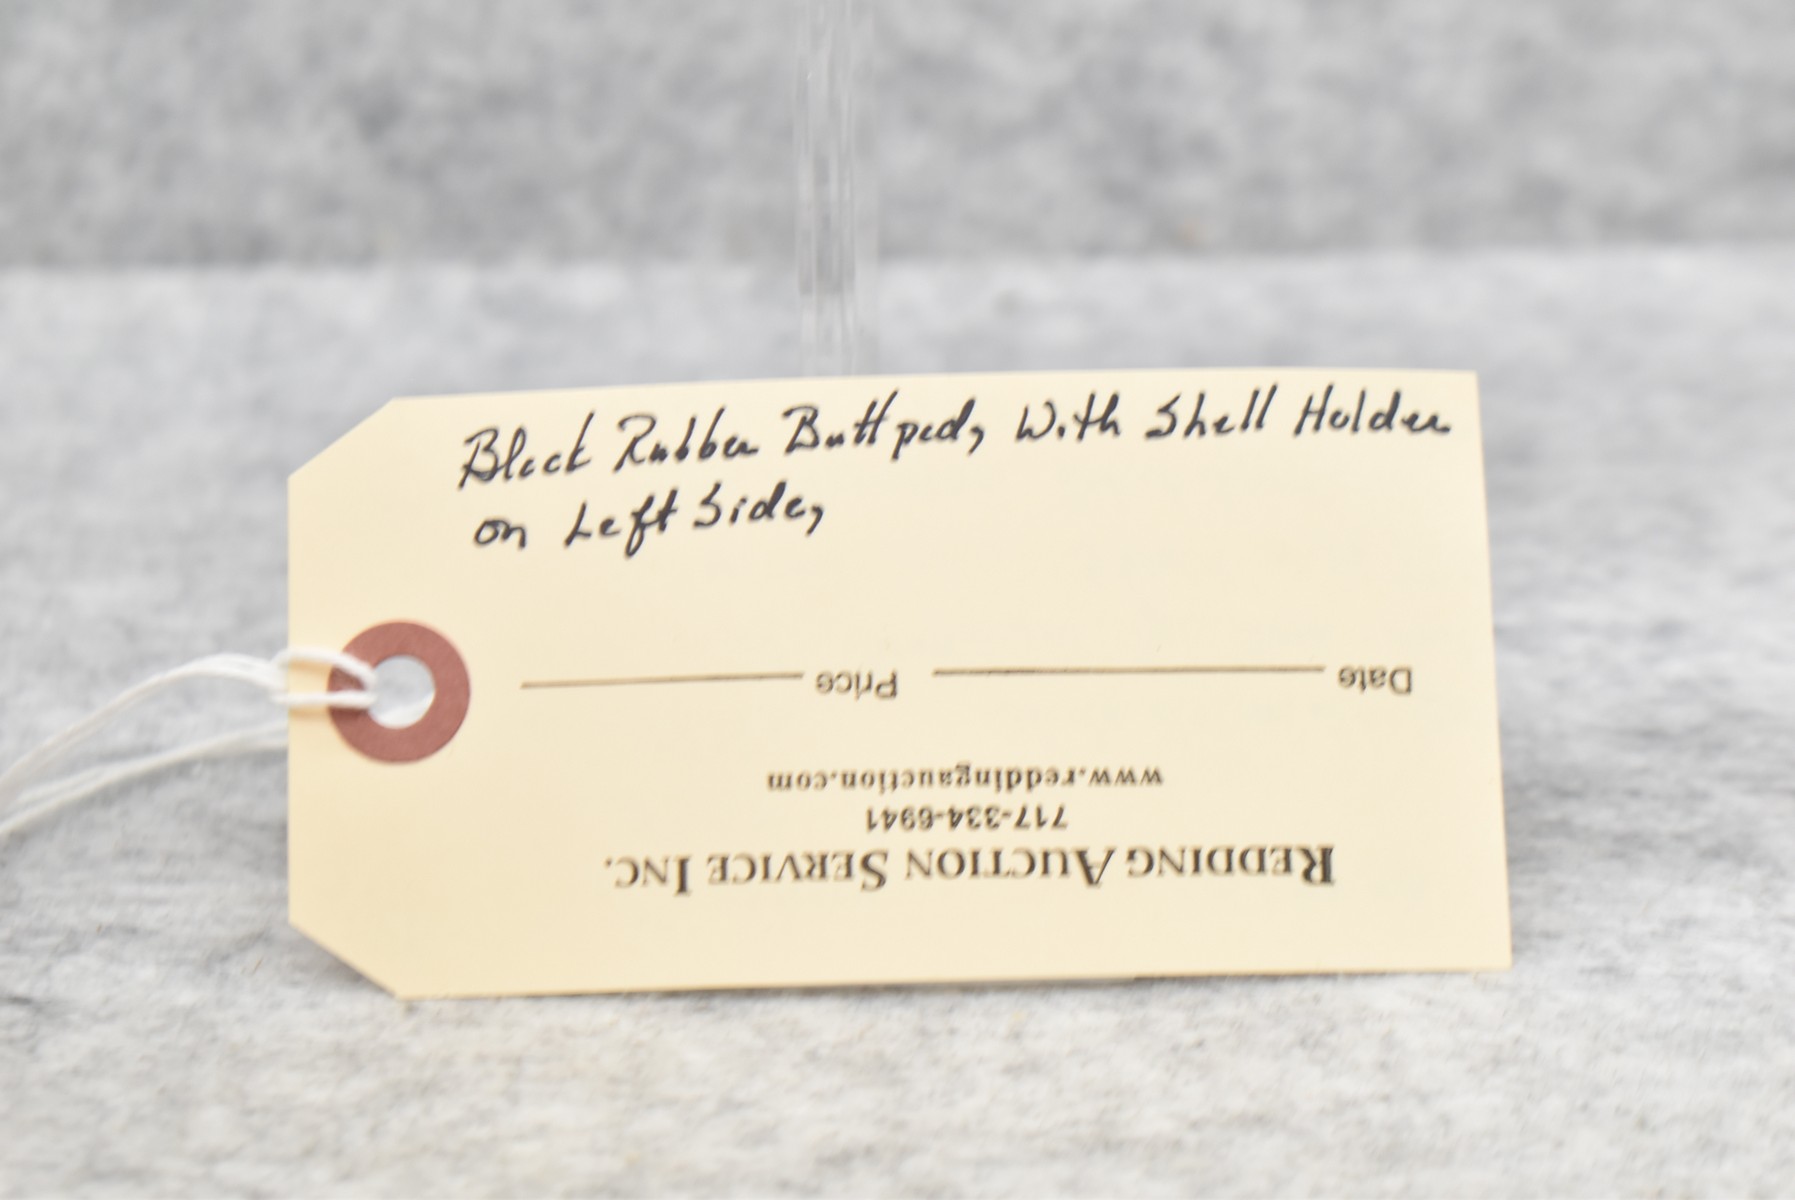 Black Rubber Buttpad, With Shell Holder
on Left Side,
REDDING AUCTION SERVICE INC.
717-334-6941
www.reddingauction.com
Date Price